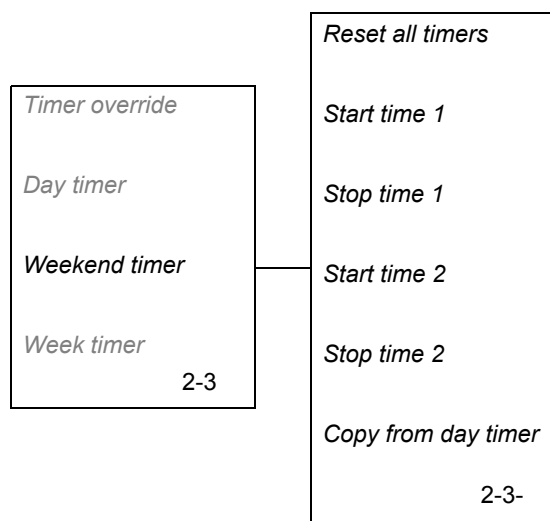 Timer override
Day timer
Weekend timer
Week timer
2-3
Reset all timers
Start time 1
Stop time 1
Start time 2
Stop time 2
Copy from day timer
2-3-